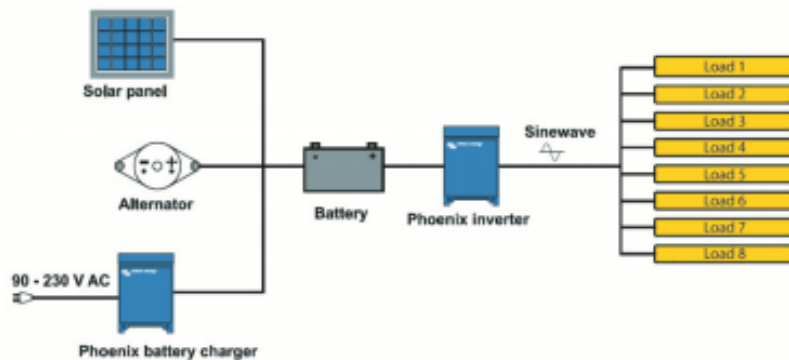 Solar panel
Alternator
90 - 230 V AC
Phoenix battery charger
Battery
Phoenix inverter
Sinewave
Load 1
Load 2
Load 3
Load 4
Load 5
Load 6
Load 7
Load 8